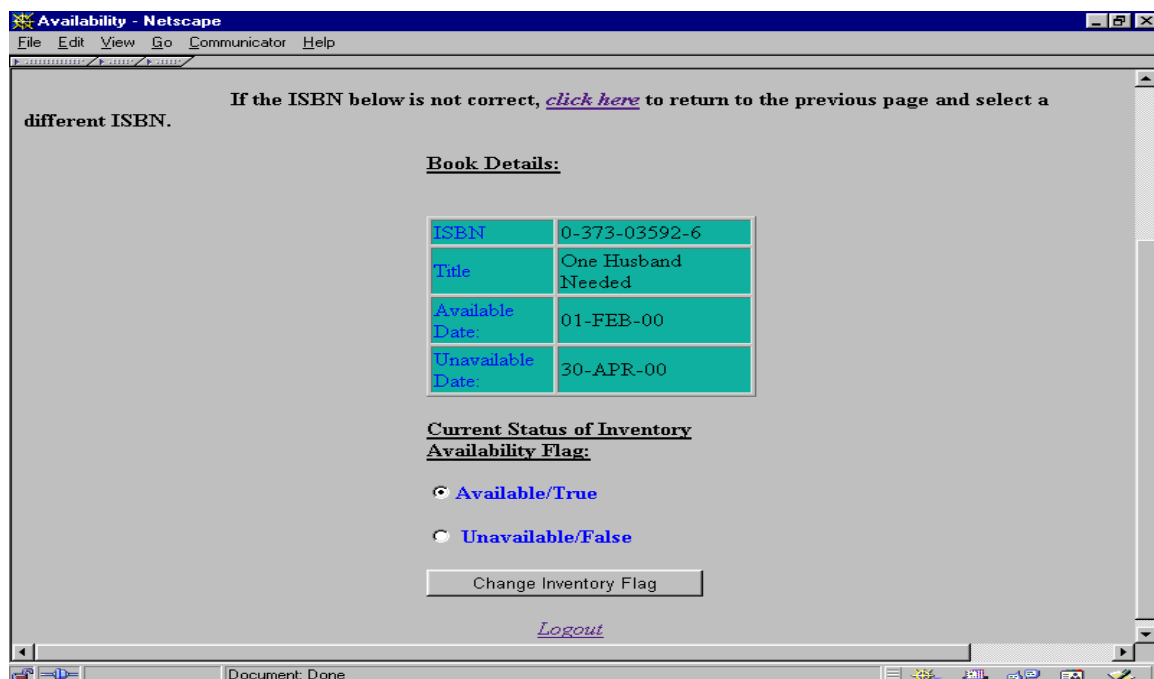 Availability - Netscape
File Edit View Go Communicator Help
If the ISBN below is not correct, click here to return to the previous page and select a
different ISBN.
Book Details:
ISBN 0-373-03592-6
Title One Husband
Needed
Available
Date: 01-FEB-00
Unavailable
Date: 30-APR-00
Current Status of Inventory
Availability Flag:
Available/True
Unavailable/False
Change Inventory Flag
Logout
Document: Done